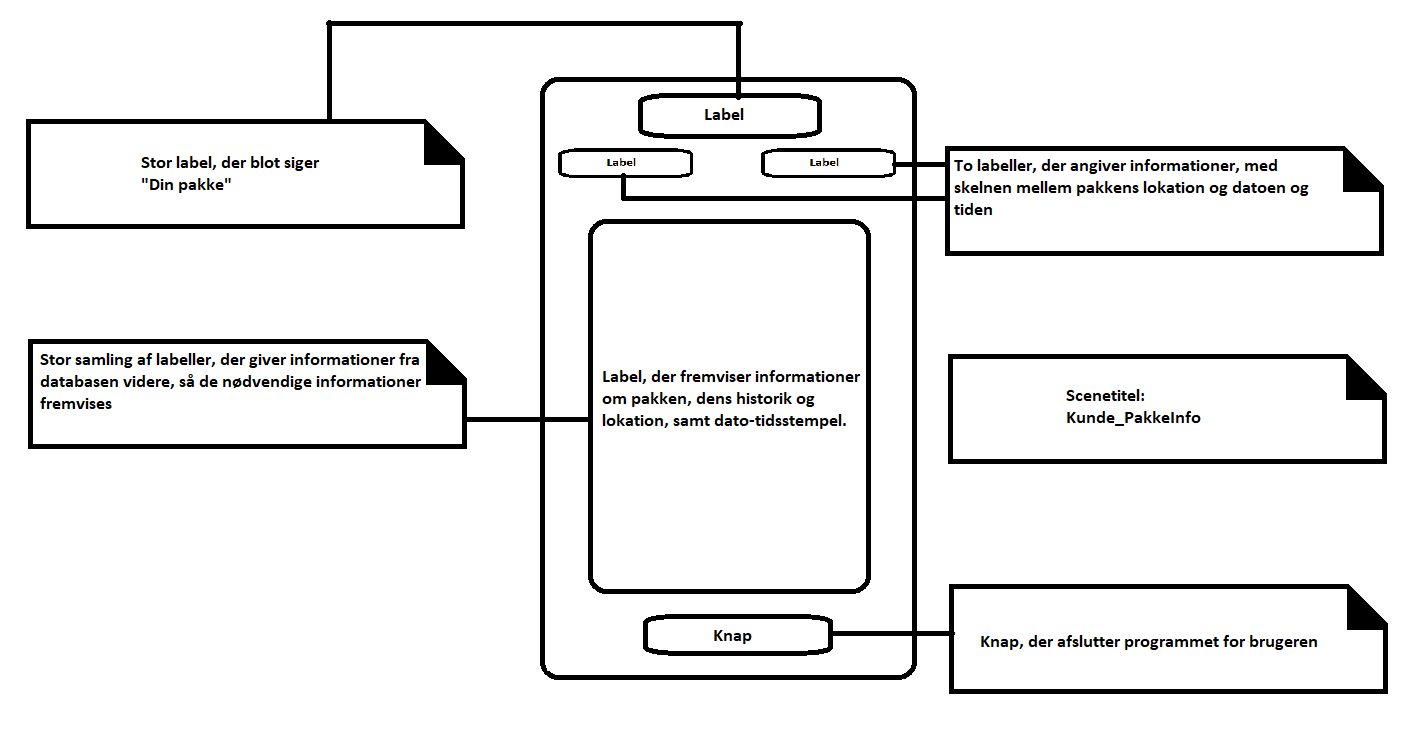 Label
Stor label, der blot siger
"Din pakke"
Label
Label
To labeller, der angiver informationer, med
skelnen mellem pakkens lokation og datoen og
tiden
Stor samling af labeller, der giver informationer fra
databasen videre, så de nødvendige informationer
fremvises
Label, der fremviser informationer
om pakken, dens historik og
lokation, samt dato-tidsstempel.
Scenetitel:
Kunde_PakkeInfo
Knap
Knap, der afslutter programmet for brugeren